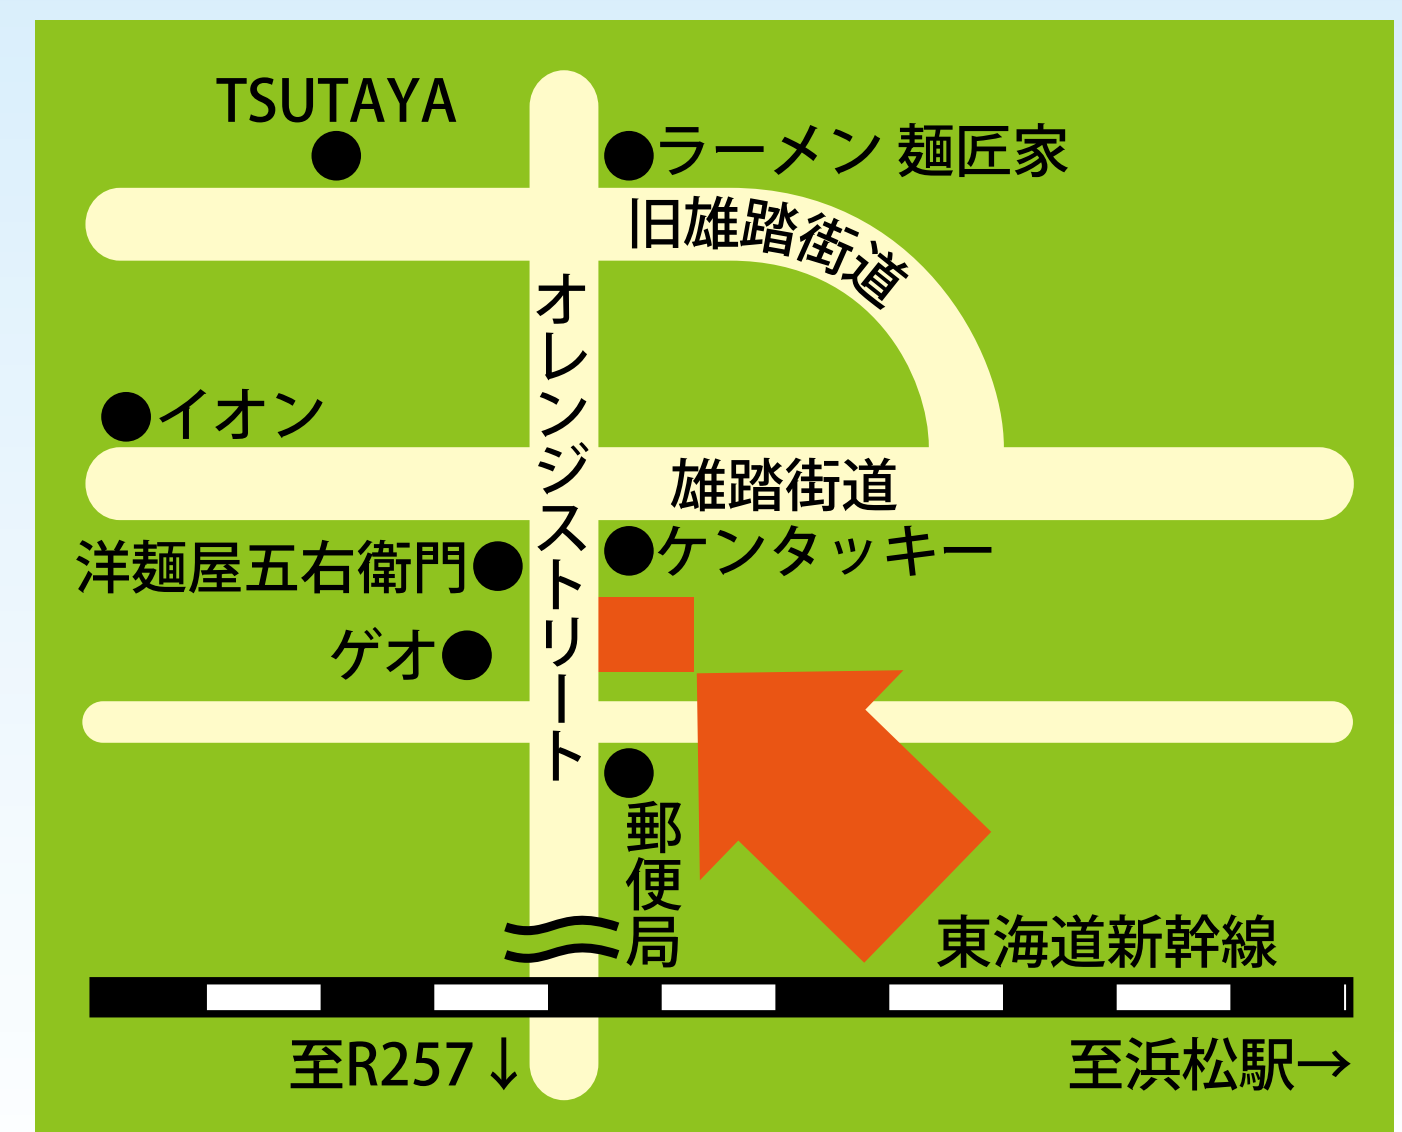 TSUTAYA
ラーメン 麺匠家
旧雄踏街道
オレンジストリート
イオン
雄踏街道
ケンタッキー
洋麺屋五右衛門
ゲオ
郵便局
東海道新幹線
至R257↓
至浜松駅→